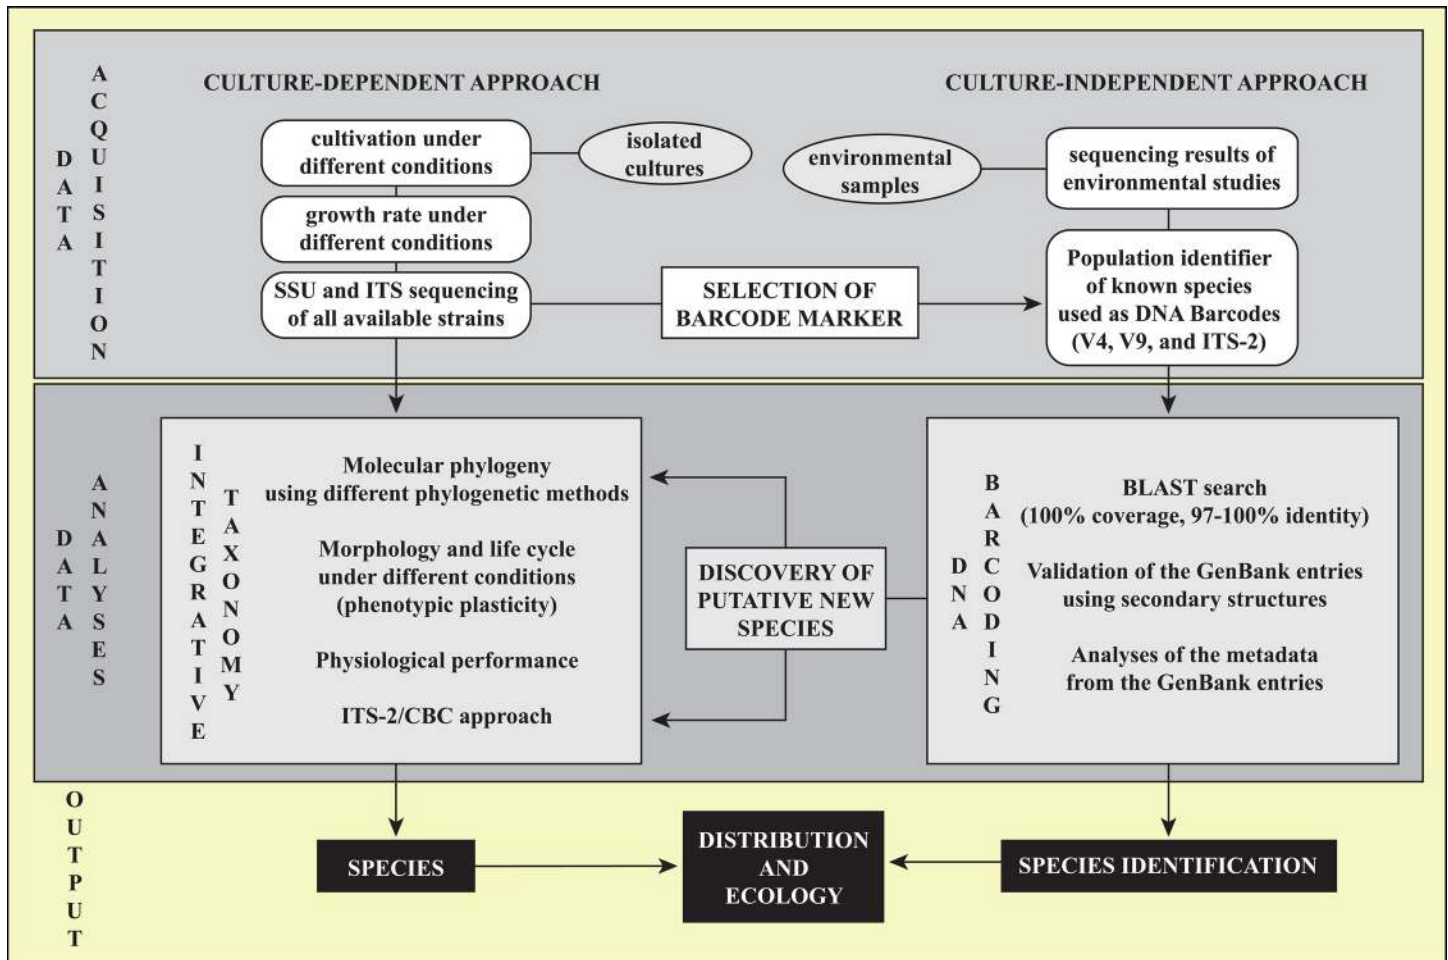 DATA
ACQUISITION
CULTURE-DEPENDENT APPROACH
cultivation under
different conditions
isolated
cultures
growth rate under
different conditions
SSU and ITS sequencing
of all available strains
SELECTION OF
BARCODE MARKER
CULTURE-INDEPENDENT APPROACH
environmental
samples
sequencing results of
environmental studies
Population identifier
of known species
used as DNA Barcodes
(V4, V9, and ITS-2)
DATA
ANALYSES
INTEGRATIVE
TAXONOMY
Molecular phylogeny
using different phylogenetic methods
Morphology and life cycle
under different conditions
(phenotypic plasticity)
Physiological performance
ITS-2/CBC approach
DISCOVERY OF
PUTATIVE NEW
SPECIES
DNA
BARCODING
BLAST search
(100% coverage, 97-100% identity)
Validation of the GenBank entries
using secondary structures
Analyses of the metadata
from the GenBank entries
OUTPUT
SPECIES
DISTRIBUTION
AND
ECOLOGY
SPECIES IDENTIFICATION